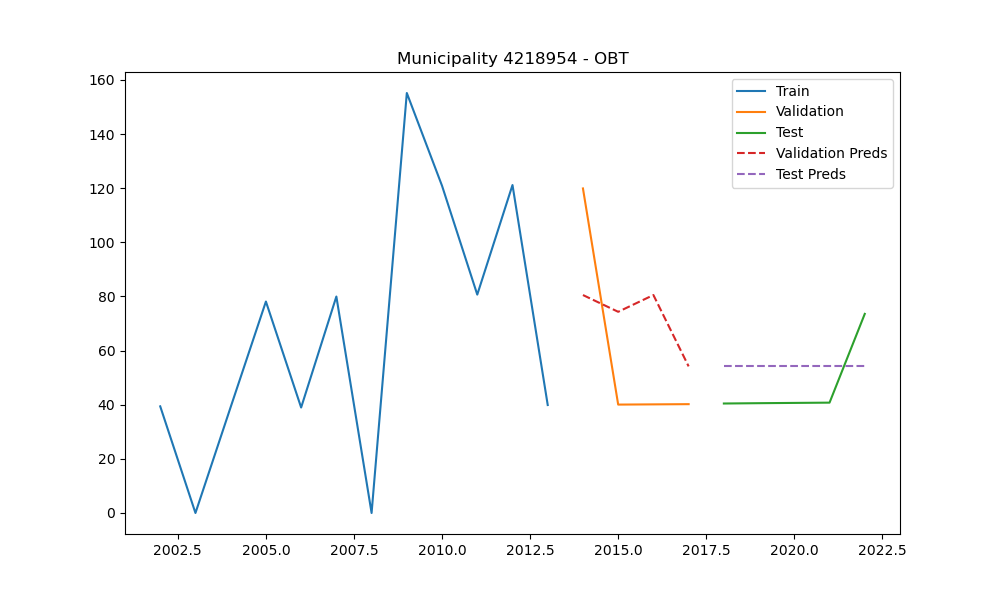 Municipality 4218954 - OBT
160
140
120
100
80
60
40
20
0
Train
Validation
Test
Validation Preds
Test Preds
2002.5 2005.0 2007.5 2010.0 2012.5 2015.0 2017.5 2020.0 2022.5